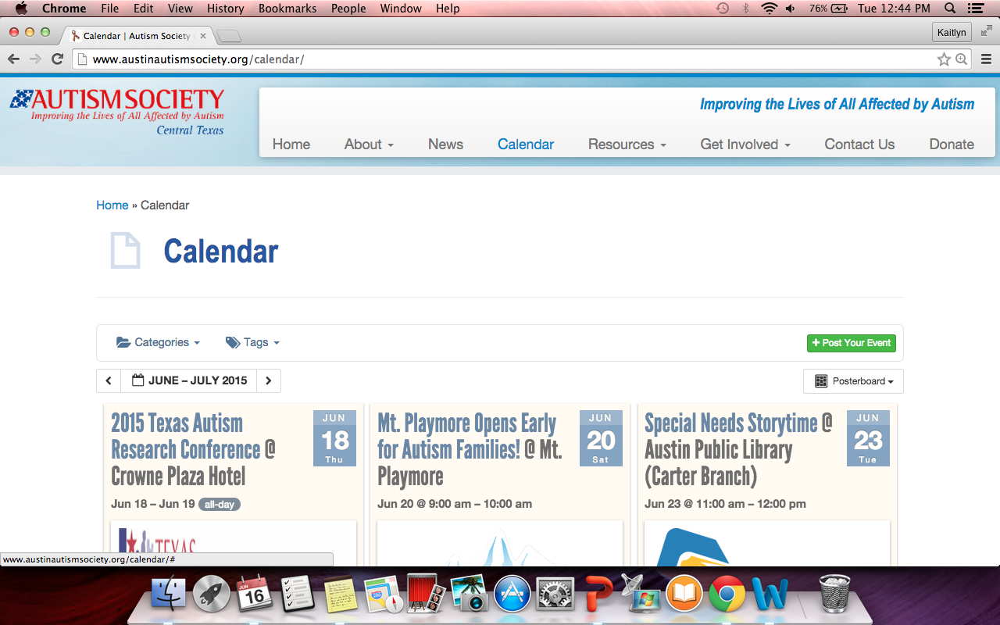 Chrome File Edit View History Bookmarks People Window Help 76% Tue 12:44 PM
Calendar | Autism Society Kaitlyn
www.austinautismsociety.org/calendar/
AUTISM SOCIETY
Improving the Lives of All Affected by Autism
Central Texas
Improving the Lives of All Affected by Autism
Home About News Calendar Resources Get Involved Contact Us Donate
Home » Calendar
Calendar
Categories Tags + Post Your Event
JUNE – JULY 2015 Posterboard
2015 Texas Autism
Research Conference @
Crowne Plaza Hotel
JUN
18
Thu
Jun 18 – Jun 19 all-day
TEXAS
Mt. Playmore Opens Early
for Autism Families! @ Mt.
Playmore
JUN
20
Sat
Jun 20 @ 9:00 am – 10:00 am
Special Needs Storytime @
Austin Public Library
(Carter Branch)
JUN
23
Tue
Jun 23 @ 11:00 am – 12:00 pm
www.austinautismsociety.org/calendar/#
JUN
16